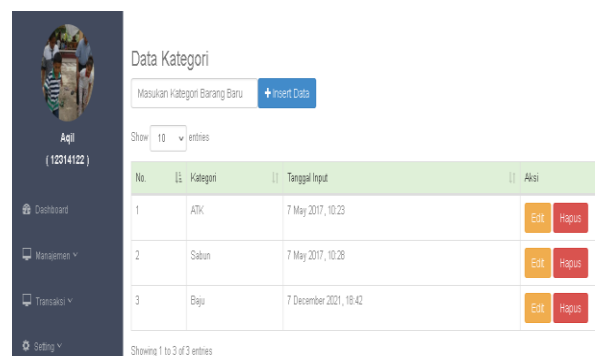 Aqil
( 12314122 )
Dashboard
Manajemen
Transaksi
Setting
Data Kategori
Masukan Kategori Barang Baru
+ Insert Data
Show 10 entries
No. Kategori Tanggal Input Aksi
1 ATK 7 May 2017, 10:23 Edit Hapus
2 Sabun 7 May 2017, 10:28 Edit Hapus
3 Baju 7 December 2021, 18:42 Edit Hapus
Showing 1 to 3 of 3 entries